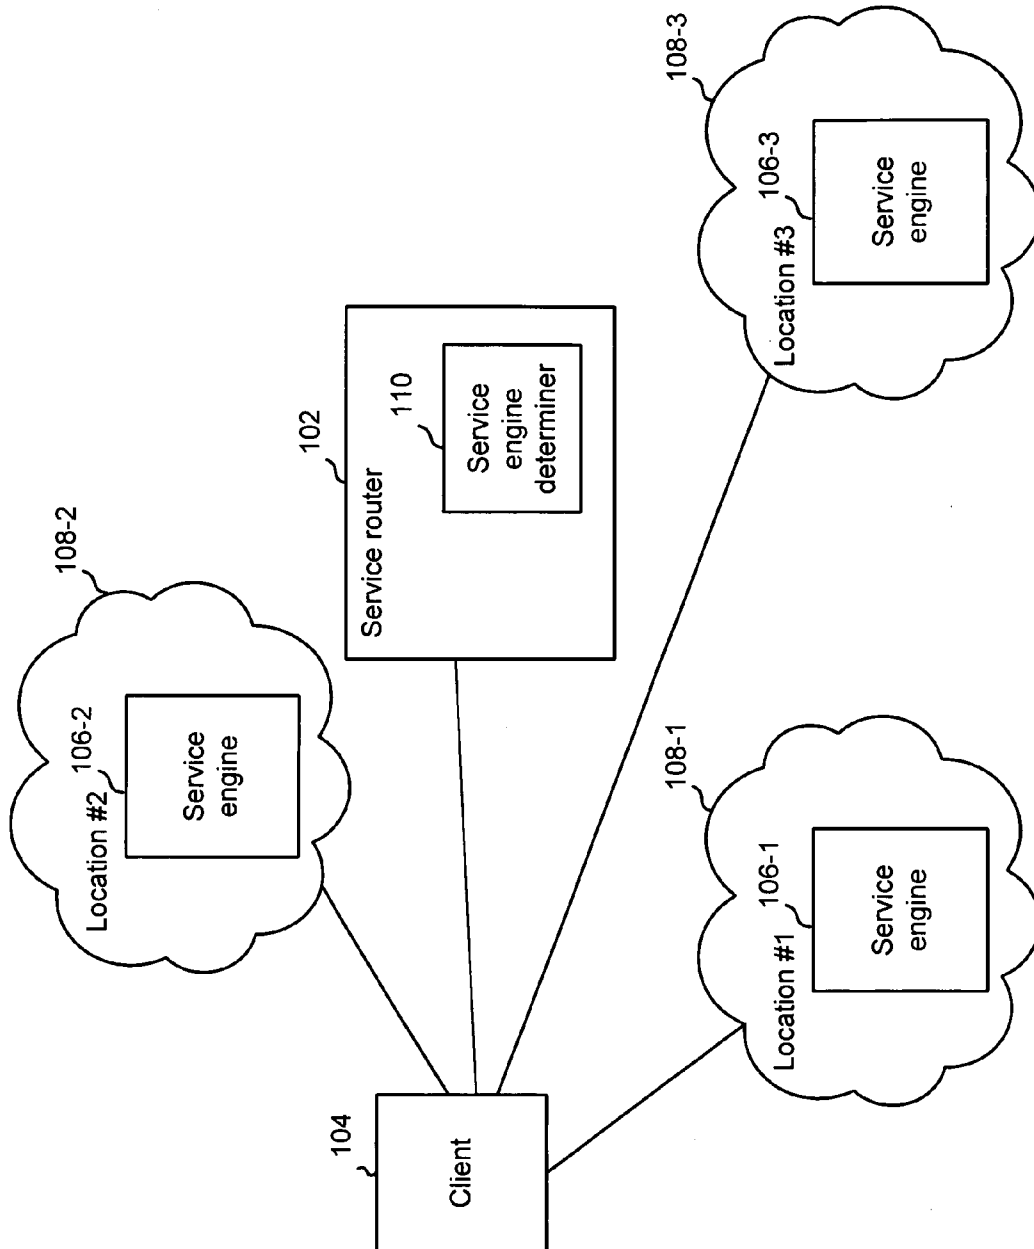 108-2
Location #2
106-2
Service
engine
104
Client
102
Service router
110
Service
engine
determiner
108-1
Location #1
106-1
Service
engine
108-3
Location #3
106-3
Service
engine